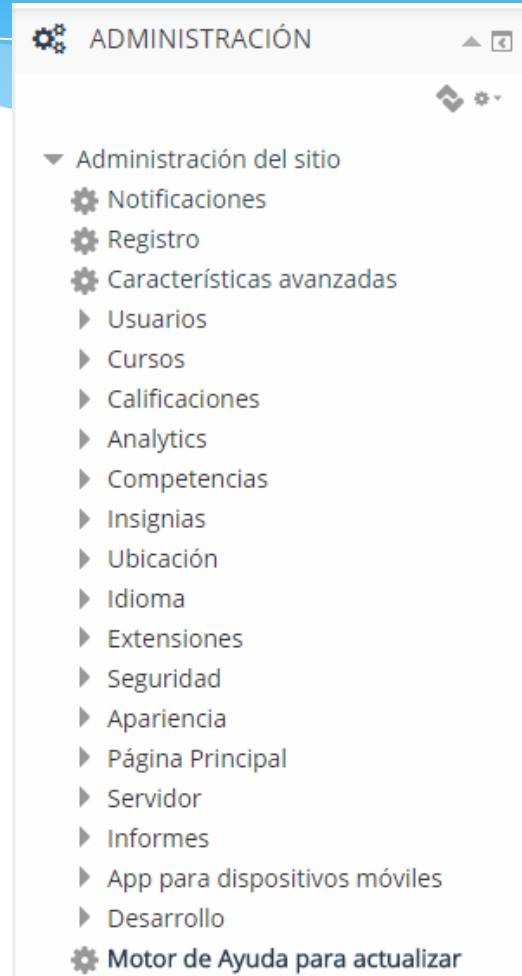 ADMINISTRACIÓN
Administración del sitio
Notificaciones
Registro
Características avanzadas
Usuarios
Cursos
Calificaciones
Analytics
Competencias
Insignias
Ubicación
Idioma
Extensiones
Seguridad
Apariencia
Página Principal
Servidor
Informes
App para dispositivos móviles
Desarrollo
Motor de Ayuda para actualizar